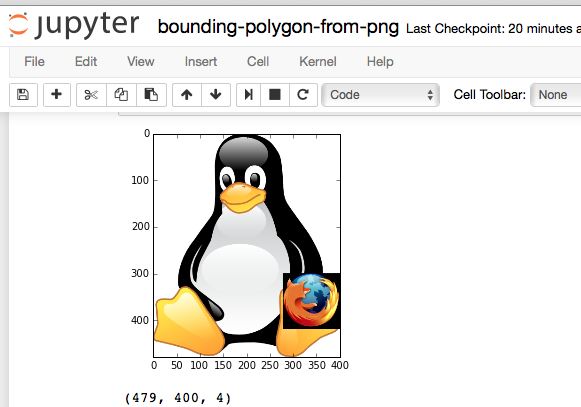 jupyter bounding-polygon-from-png Last Checkpoint: 20 minutes a
File Edit View Insert Cell Kernel Help
Code Cell Toolbar: None
0
100
200
300
400
0 50 100 150 200 250 300 350 400
(479, 400, 4)